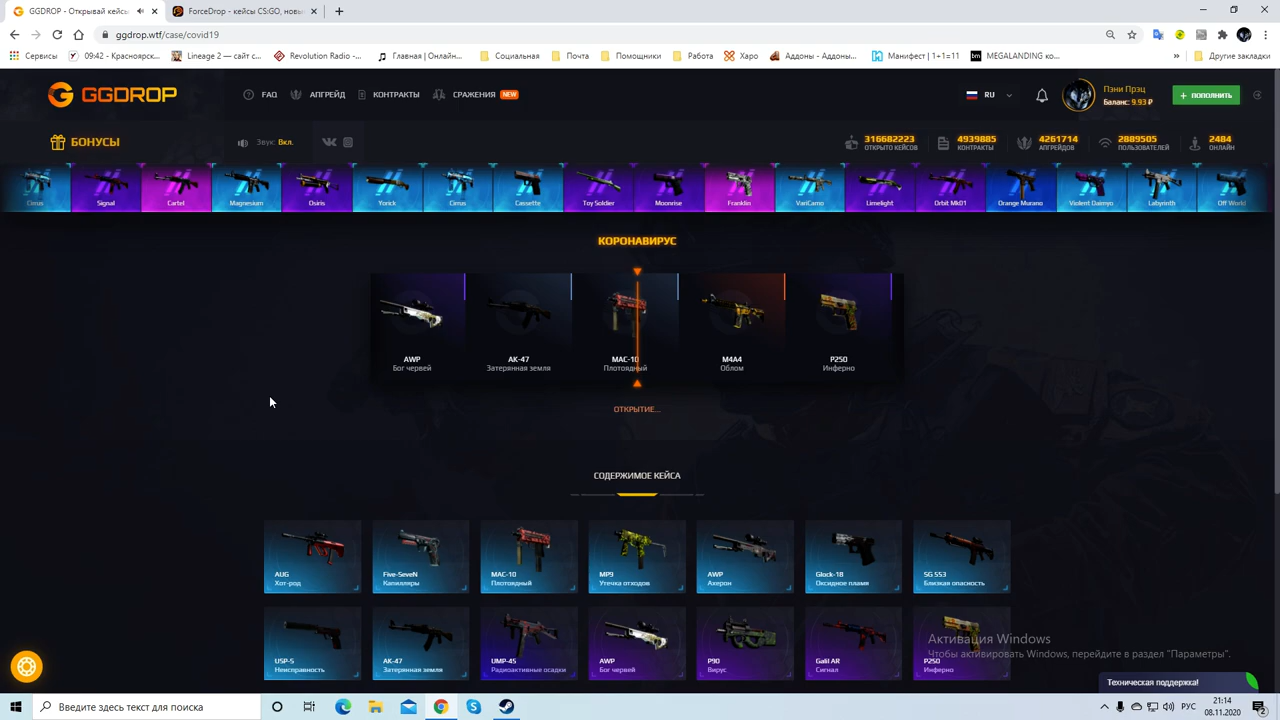 GGDROP - Открывай кейсы
ForceDrop - кейсы CS:GO, новы
ggdrop.wtf/case/covid19
Сервисы
09:42 - Красноярск...
Lineage 2 — сайт с...
Revolution Radio -...
Главная | Онлайн...
Социальная
Почта
Помощники
Работа
Харо
Аддоны - Аддоны...
Манифест | 1+1=11
MEGALANDING ко...
Другие закладки
GGDROP
FAQ
АПГРЕЙД
КОНТРАКТЫ
СРАЖЕНИЯ NEW
RU
Пэни Прэц
Баланс: 9.93 ₽
+ ПОПОЛНИТЬ
БОНУСЫ
Звук: Вкл.
316682223
ОТКРЫТО КЕЙСОВ
4939885
КОНТРАКТЫ
4261714
АПГРЕЙДОВ
2889505
ПОЛЬЗОВАТЕЛЕЙ
2484
ОНЛАЙН
Cirrus
Signal
Cartel
Magnesium
Osiris
Yorick
Cirrus
Cassette
Toy Soldier
Moonrise
Franklin
VariCamo
Limelight
Orbit Mk01
Orange Murano
Violent Daimyo
Labyrinth
Off World
КОРОНАВИРУС
AWP
Бог червей
AK-47
Затерянная земля
MAC-10
Плотоядный
M4A4
Облом
P250
Инферно
ОТКРЫТИЕ...
СОДЕРЖИМОЕ КЕЙСА
AUG
Хот-род
Five-SeveN
Капилляры
MAC-10
Плотоядный
MP9
Утечка отходов
AWP
Ахерон
Glock-18
Оксидное пламя
SG 553
Близкая опасность
USP-S
Неисправность
AK-47
Затерянная земля
UMP-45
Радиоактивные осадки
AWP
Бог червей
P90
Вирус
Galil AR
Сигнал
P250
Инферно
Активация Windows
Чтобы активировать Windows, перейдите в раздел "Параметры".
Техническая поддержка!
Введите здесь текст для поиска
РУС
21:14
08.11.2020
2